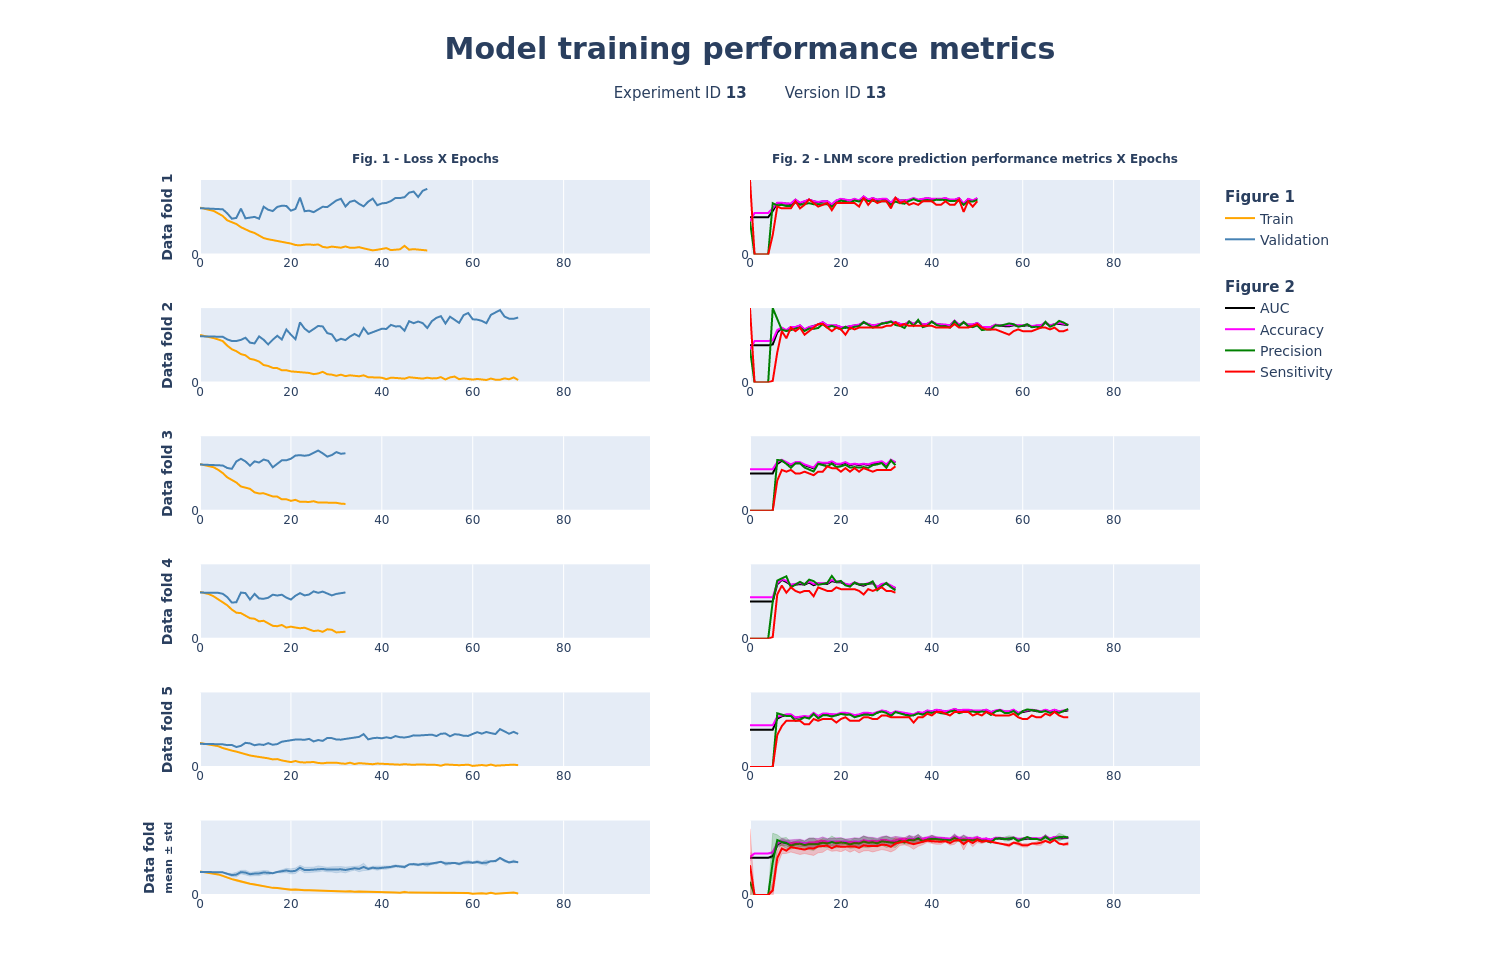 Model training performance metrics
Experiment ID 13 Version ID 13
Fig. 1 - Loss X Epochs
Fig. 2 - LNM score prediction performance metrics X Epochs
Data fold 1
0
0 20 40 60 80
0
0 20 40 60 80
Figure 1
Train
Validation
Figure 2
AUC
Accuracy
Precision
Sensitivity
Data fold 2
0
0 20 40 60 80
0
0 20 40 60 80
Data fold 3
0
0 20 40 60 80
0
0 20 40 60 80
Data fold 4
0
0 20 40 60 80
0
0 20 40 60 80
Data fold 5
0
0 20 40 60 80
0
0 20 40 60 80
Data fold
mean ± std
0
0 20 40 60 80
0
0 20 40 60 80